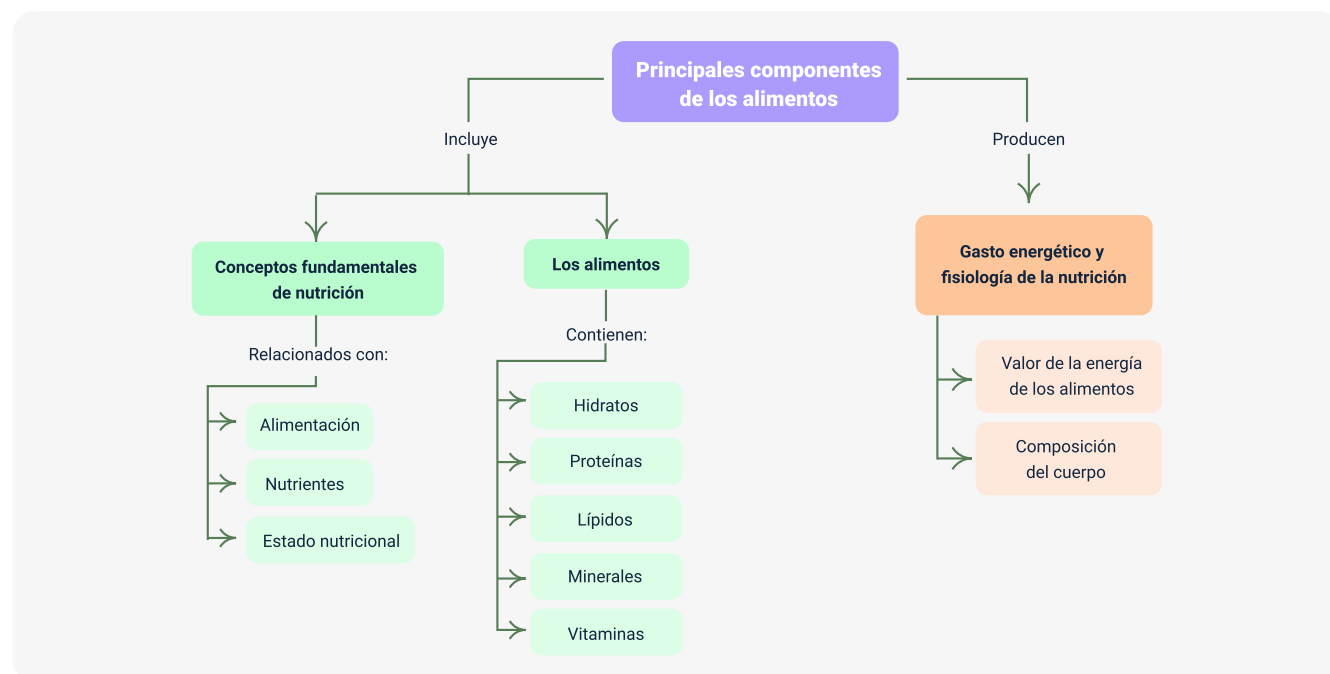 Principales componentes
de los alimentos
Incluye
Producen
Conceptos fundamentales
de nutrición
Los alimentos
Gasto energético y
fisiología de la nutrición
Relacionados con:
Alimentación
Nutrientes
Estado nutricional
Contienen:
Hidratos
Proteínas
Lípidos
Minerales
Vitaminas
Valor de la energía
de los alimentos
Composición
del cuerpo